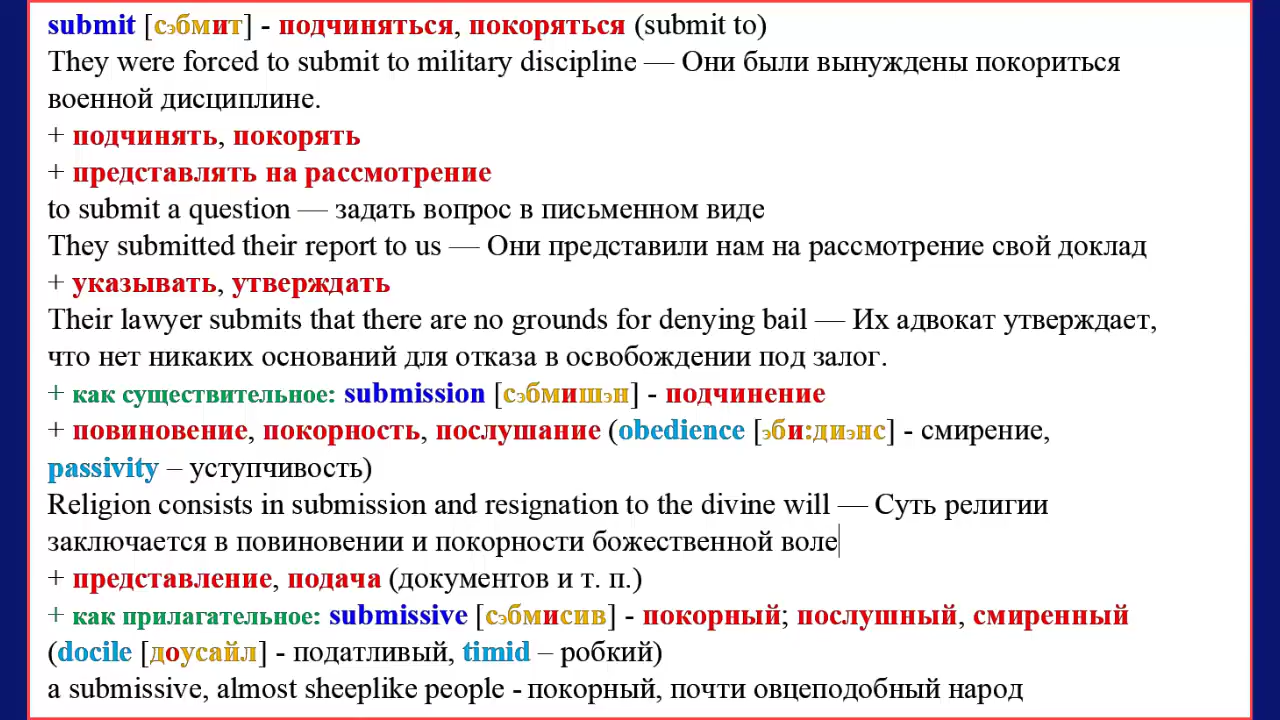 submit [сэбмит] - подчиняться, покоряться (submit to)
They were forced to submit to military discipline — Они были вынуждены покориться
военной дисциплине.
+ подчинять, покорять
+ представлять на рассмотрение
to submit a question — задать вопрос в письменном виде
They submitted their report to us — Они представили нам на рассмотрение свой доклад
+ указывать, утверждать
Their lawyer submits that there are no grounds for denying bail — Их адвокат утверждает,
что нет никаких оснований для отказа в освобождении под залог.
+ как существительное: submission [сэбмишэн] - подчинение
+ повиновение, покорность, послушание (obedience [эби:диэнс] - смирение,
passivity – уступчивость)
Religion consists in submission and resignation to the divine will — Суть религии
заключается в повиновении и покорности божественной воле
+ представление, подача (документов и т. п.)
+ как прилагательное: submissive [сэбмисив] - покорный; послушный, смиренный
(docile [доусайл] - податливый, timid – робкий)
a submissive, almost sheeplike people - покорный, почти овцеподобный народ